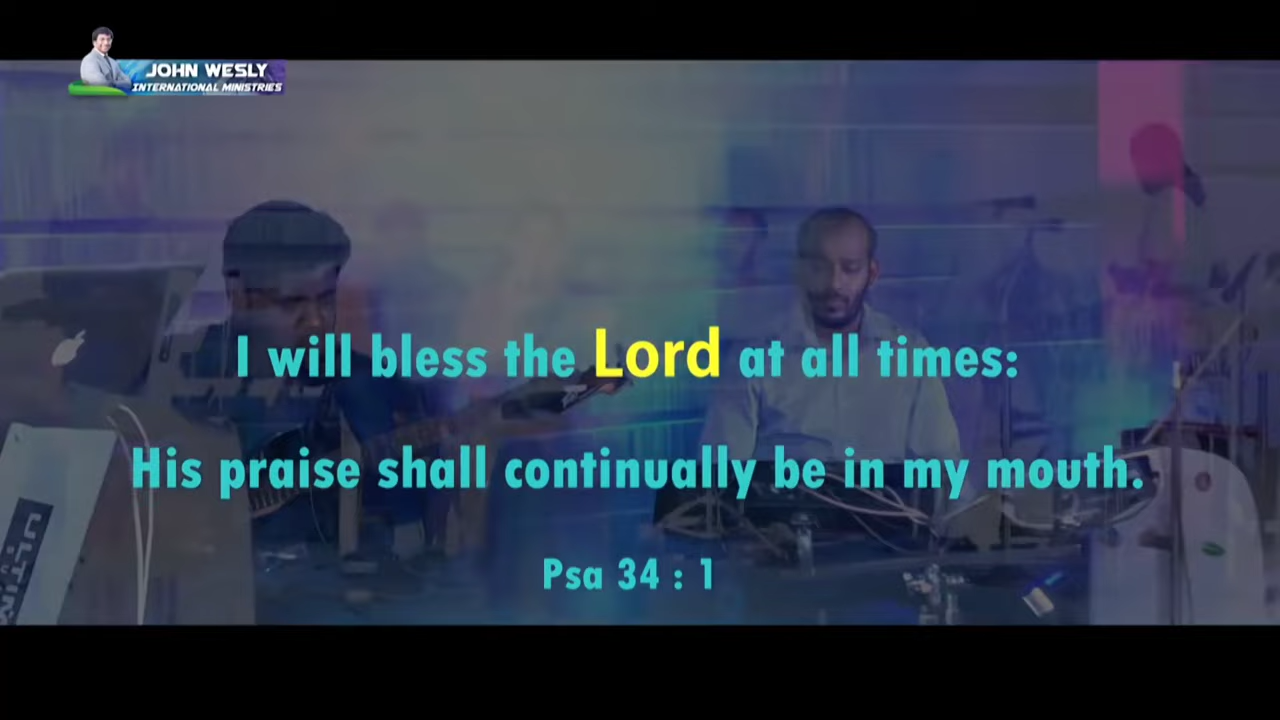 JOHN WESLY
INTERNATIONAL MINISTRIES
I will bless the Lord at all times:
His praise shall continually be in my mouth.
Psa 34 : 1